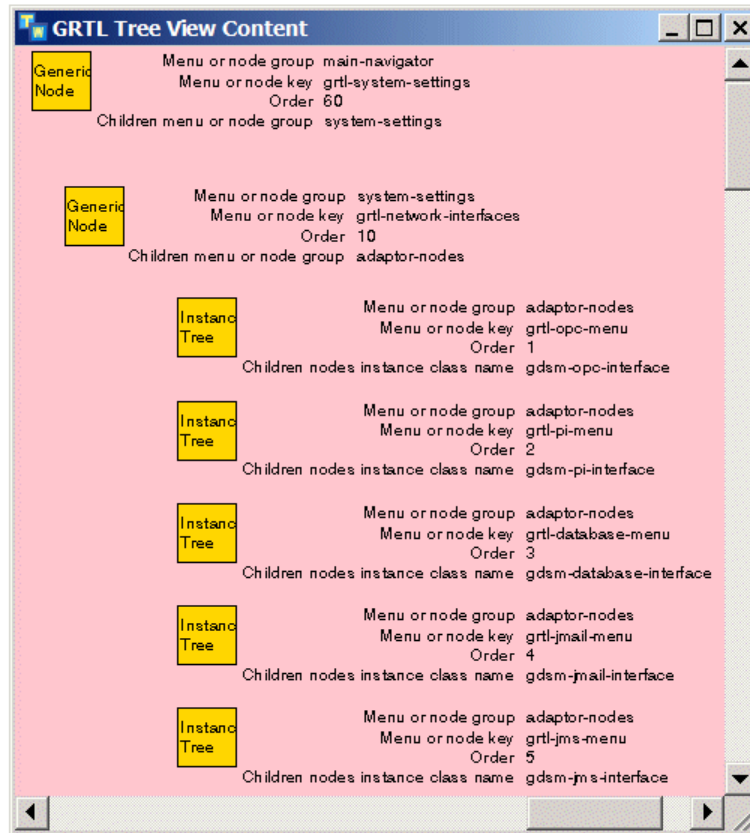 GRTL Tree View Content
Generic Menu or node group main-navigator
Node Menu or node key grtl-system-settings
Order 60
Children menu or node group system-settings
Generic Menu or node group system-settings
Node Menu or node key grtl-network-interfaces
Order 10
Children menu or node group adaptor-nodes
Instanc Menu or node group adaptor-nodes
Tree Menu or node key grtl-opc-menu
Order 1
Children nodes instance class name gdsm-opc-interface
Instanc Menu or node group adaptor-nodes
Tree Menu or node key grtl-pi-menu
Order 2
Children nodes instance class name gdsm-pi-interface
Instanc Menu or node group adaptor-nodes
Tree Menu or node key grtl-database-menu
Order 3
Children nodes instance class name gdsm-database-interface
Instanc Menu or node group adaptor-nodes
Tree Menu or node key grtl-jmail-menu
Order 4
Children nodes instance class name gdsm-jmail-interface
Instanc Menu or node group adaptor-nodes
Tree Menu or node key grtl-jms-menu
Order 5
Children nodes instance class name gdsm-jms-interface